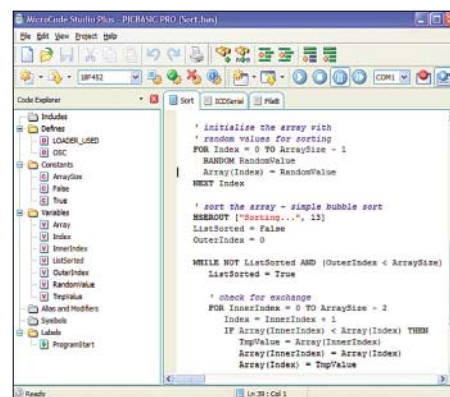 MicroCode Studio Plus - PICBASIC PRO (Sort.bas)
File Edit View Project Help
18F452
COM1
Code Explorer
Sort ICDSerial FileB
Includes
Defines
LOADER_USED
OSC
Constants
ArraySize
False
True
Variables
Array
Index
InnerIndex
ListSorted
OuterIndex
RandomValue
TmpValue
Alias and Modifiers
Symbols
Labels
ProgramStart
' initialise the array with
' random values for sorting
FOR Index = 0 TO ArraySize - 1
RANDOM RandomValue
Array(Index) = RandomValue
NEXT Index
' sort the array - simple bubble sort
HSEROUT ["Sorting...", 13]
ListSorted = False
OuterIndex = 0
WHILE NOT ListSorted AND (OuterIndex < ArraySize)
ListSorted = True
' check for exchange
FOR InnerIndex = 0 TO ArraySize - 2
Index = InnerIndex + 1
IF Array(InnerIndex) < Array(Index) THEN
TmpValue = Array(InnerIndex)
Array(InnerIndex) = Array(Index)
Array(Index) = TmpValue
Ready
Ln 39 : Col 1